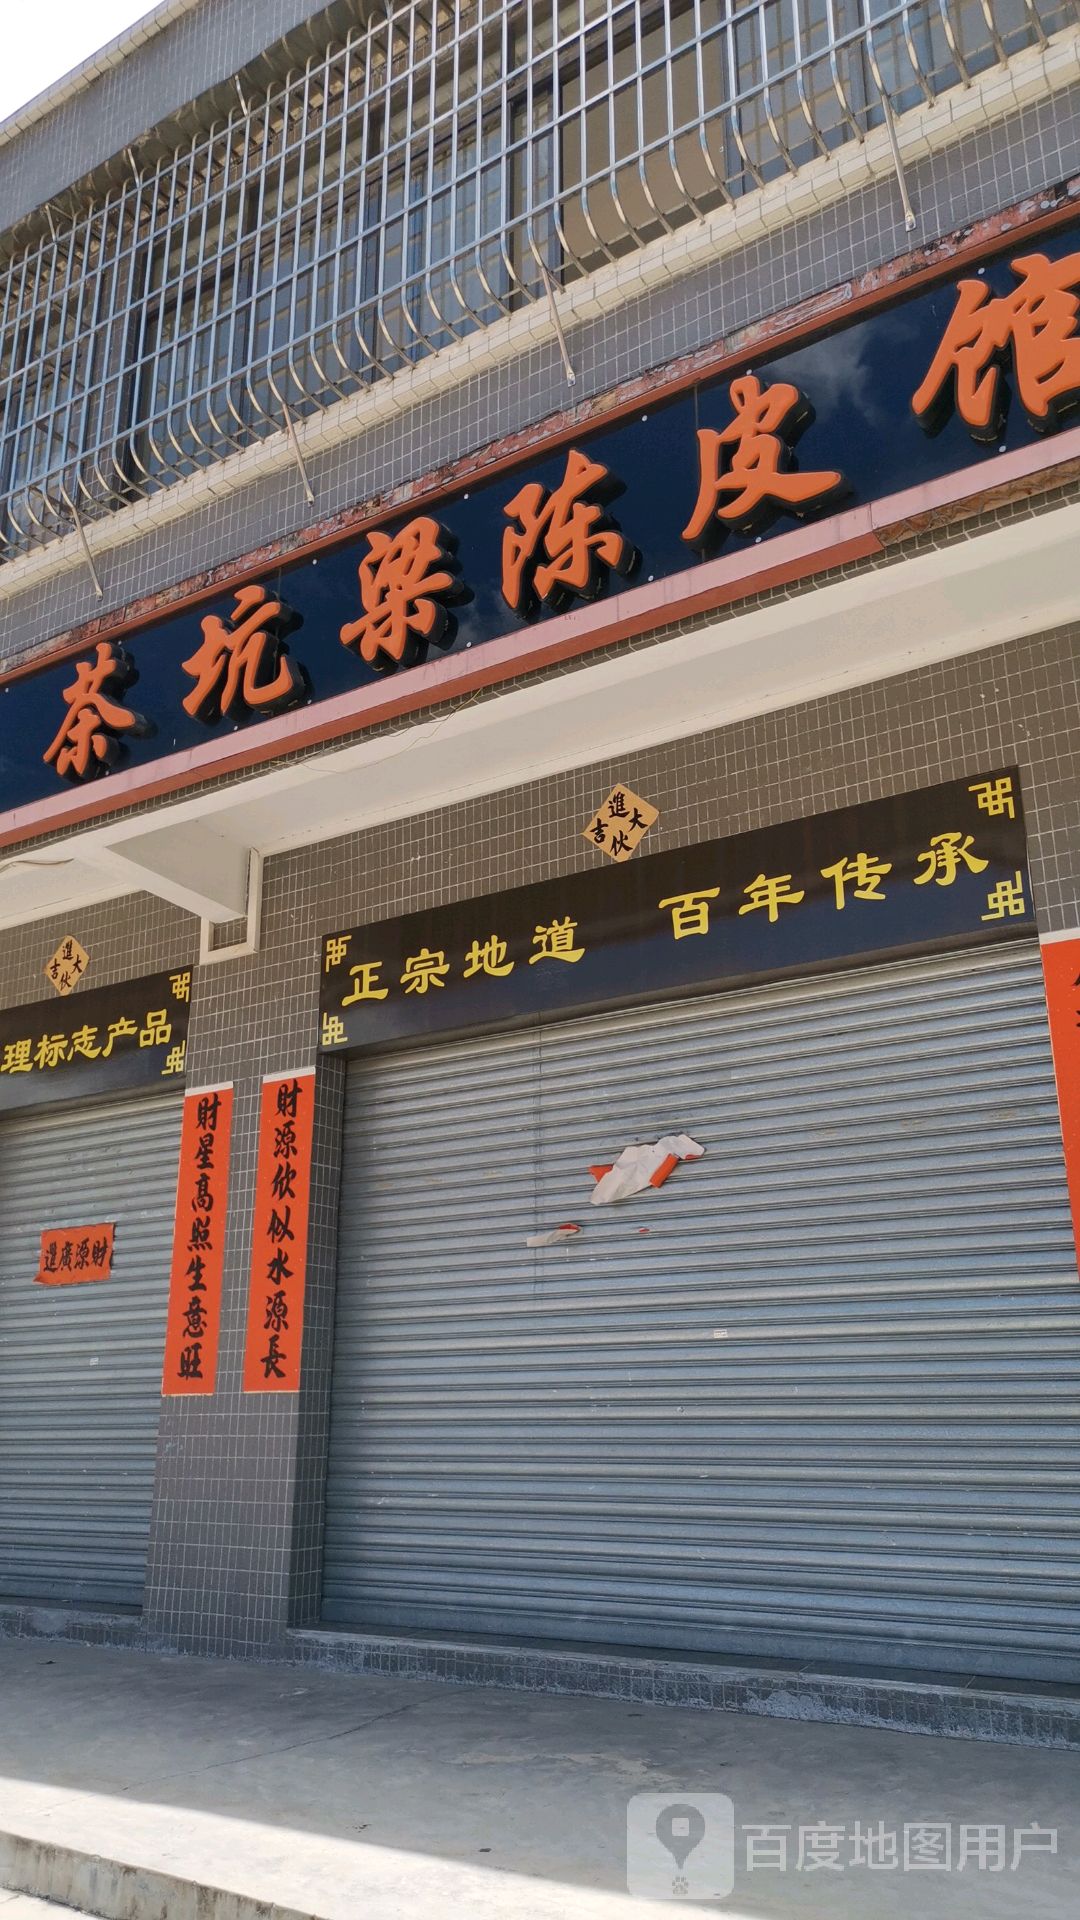 茶坑梁陈皮馆
進大吉伙
正宗地道 百年传承
進大吉伙
理标志产品
財星高照生意旺
財源欣似水源長
進廣源財
百度地图用户